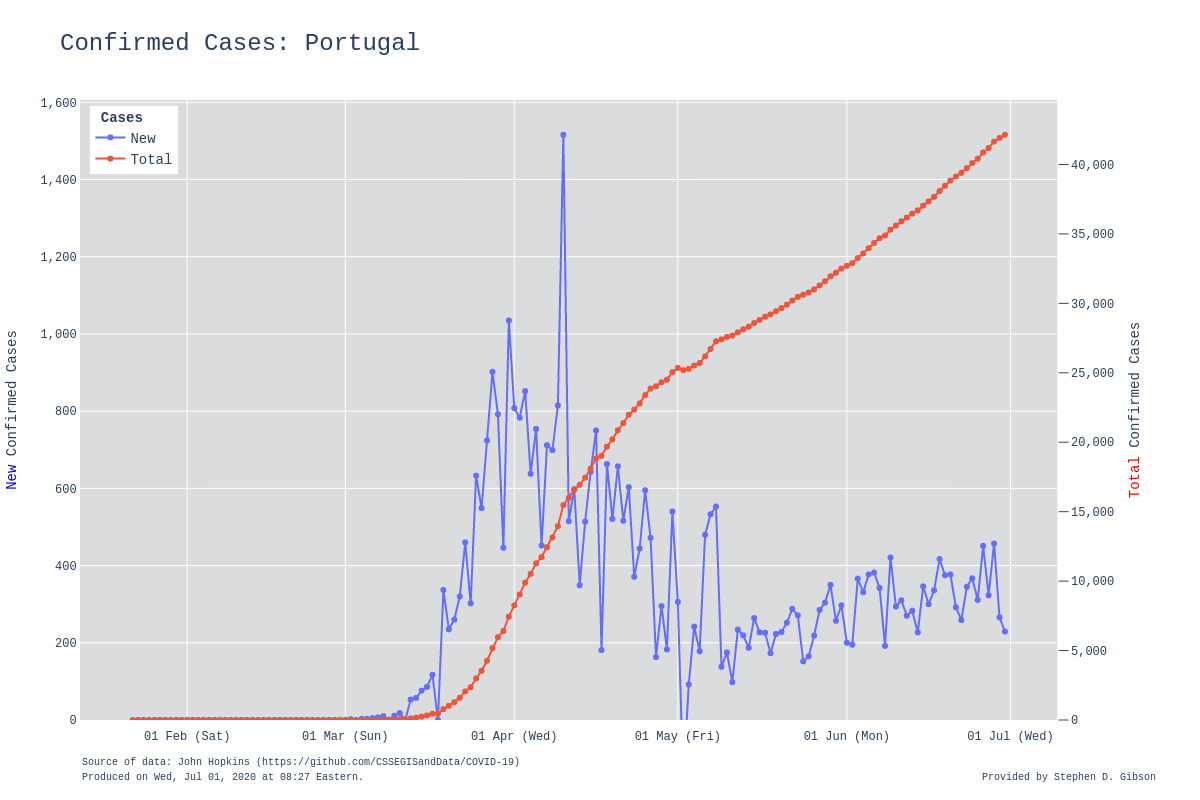 Confirmed Cases: Portugal
Cases
New
Total
1,600
1,400
1,200
1,000
800
600
400
200
0
New Confirmed Cases
40,000
35,000
30,000
25,000
20,000
15,000
10,000
5,000
0
Total Confirmed Cases
01 Feb (Sat) 01 Mar (Sun) 01 Apr (Wed) 01 May (Fri) 01 Jun (Mon) 01 Jul (Wed)
Source of data: John Hopkins (https://github.com/CSSEGISandData/COVID-19)
Produced on Wed, Jul 01, 2020 at 08:27 Eastern.
Provided by Stephen D. Gibson